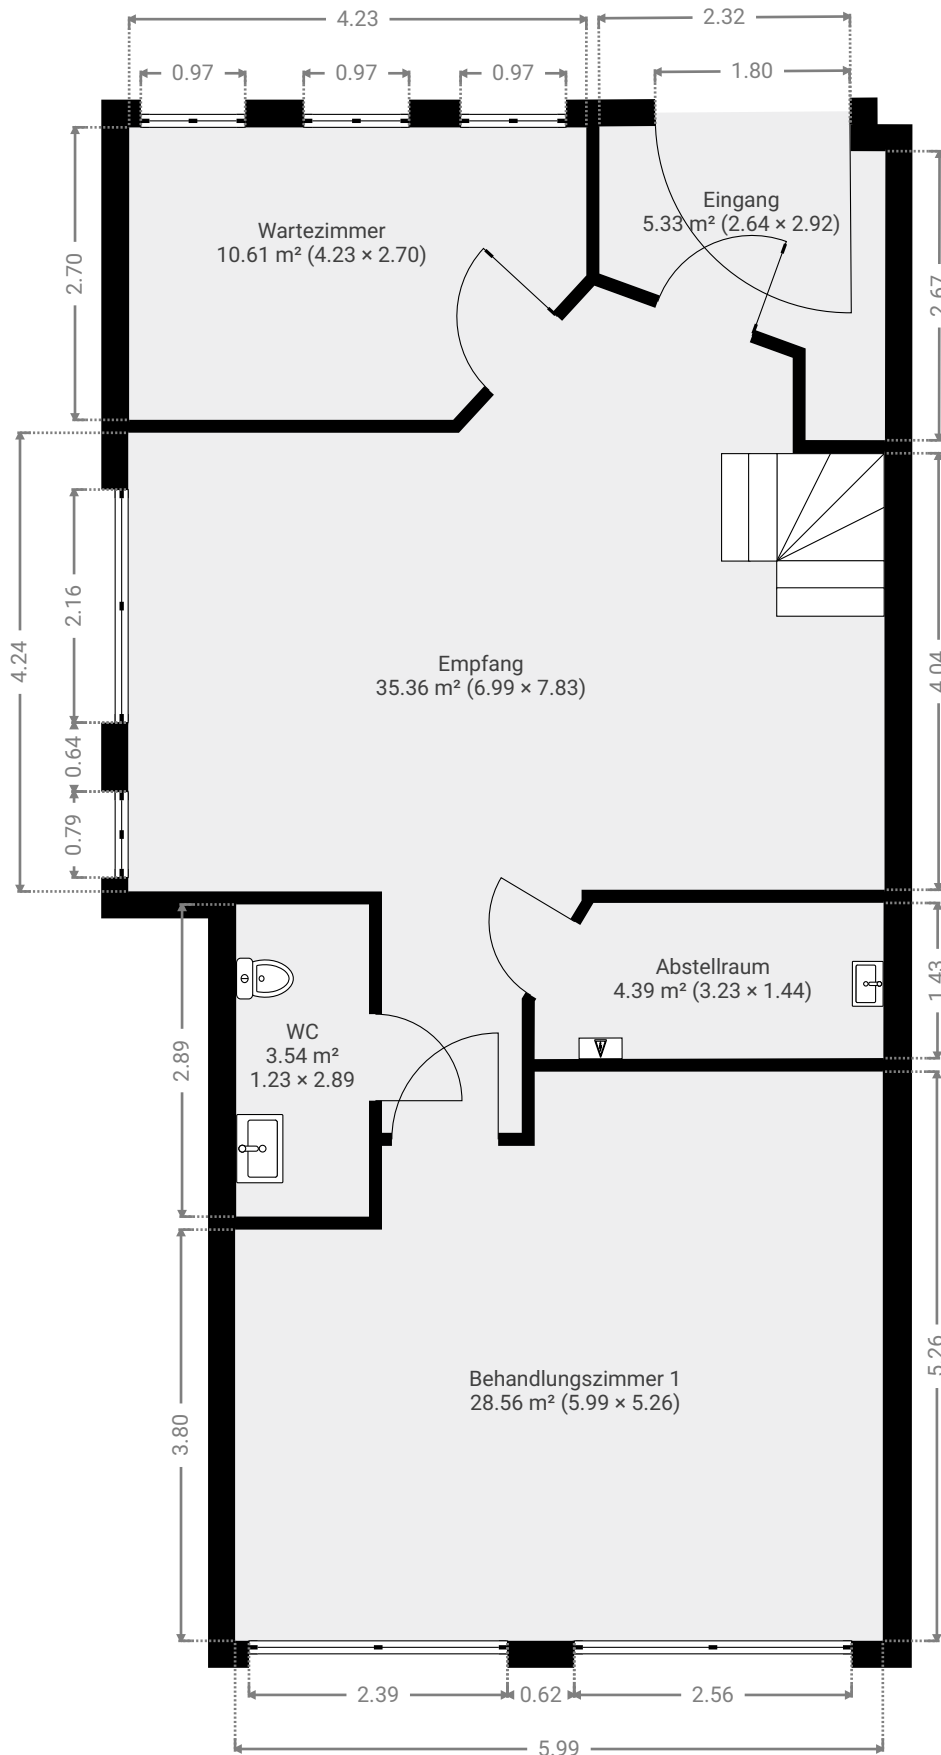 4.23
2.32
0.97
0.97
0.97
1.80
Eingang
5.33 m² (2.64 × 2.92)
Wartezimmer
10.61 m² (4.23 × 2.70)
2.70
2.67
2.16
4.24
4.04
Empfang
35.36 m² (6.99 × 7.83)
0.64
0.79
Abstellraum
4.39 m² (3.23 × 1.44)
1.43
WC
3.54 m²
1.23 × 2.89
2.89
5.26
Behandlungszimmer 1
28.56 m² (5.99 × 5.26)
3.80
2.39
0.62
2.56
5.99